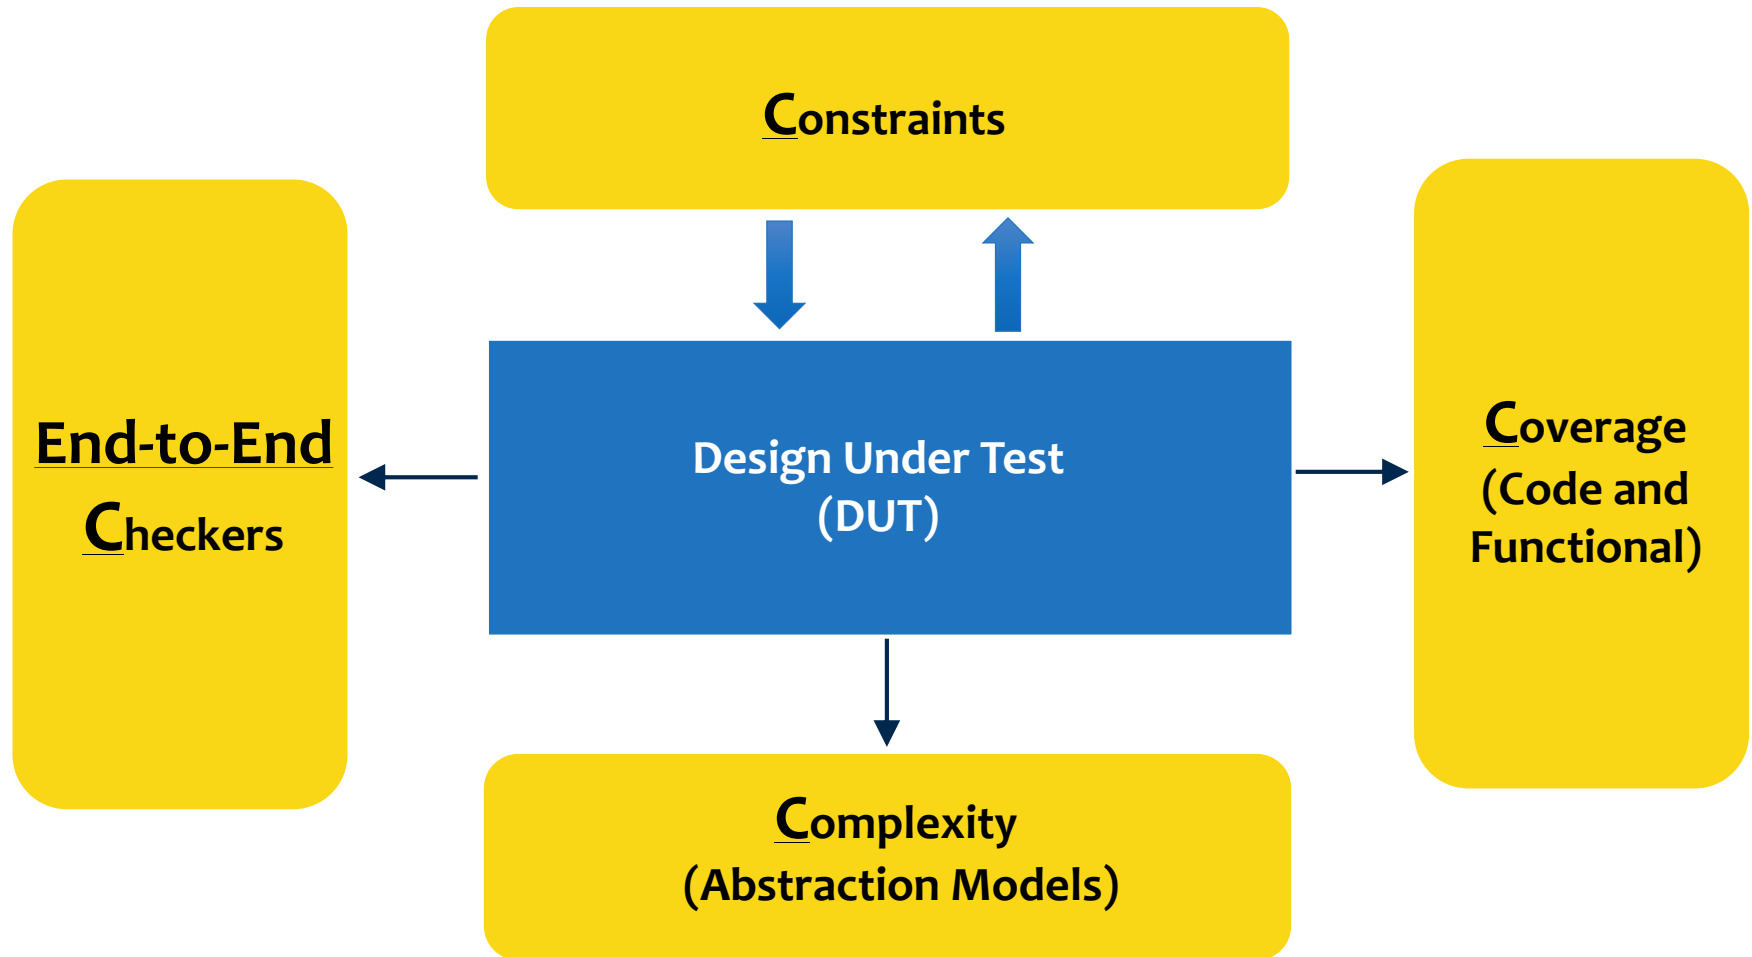 Constraints
End-to-End
Checkers
Design Under Test
(DUT)
Coverage
(Code and
Functional)
Complexity
(Abstraction Models)